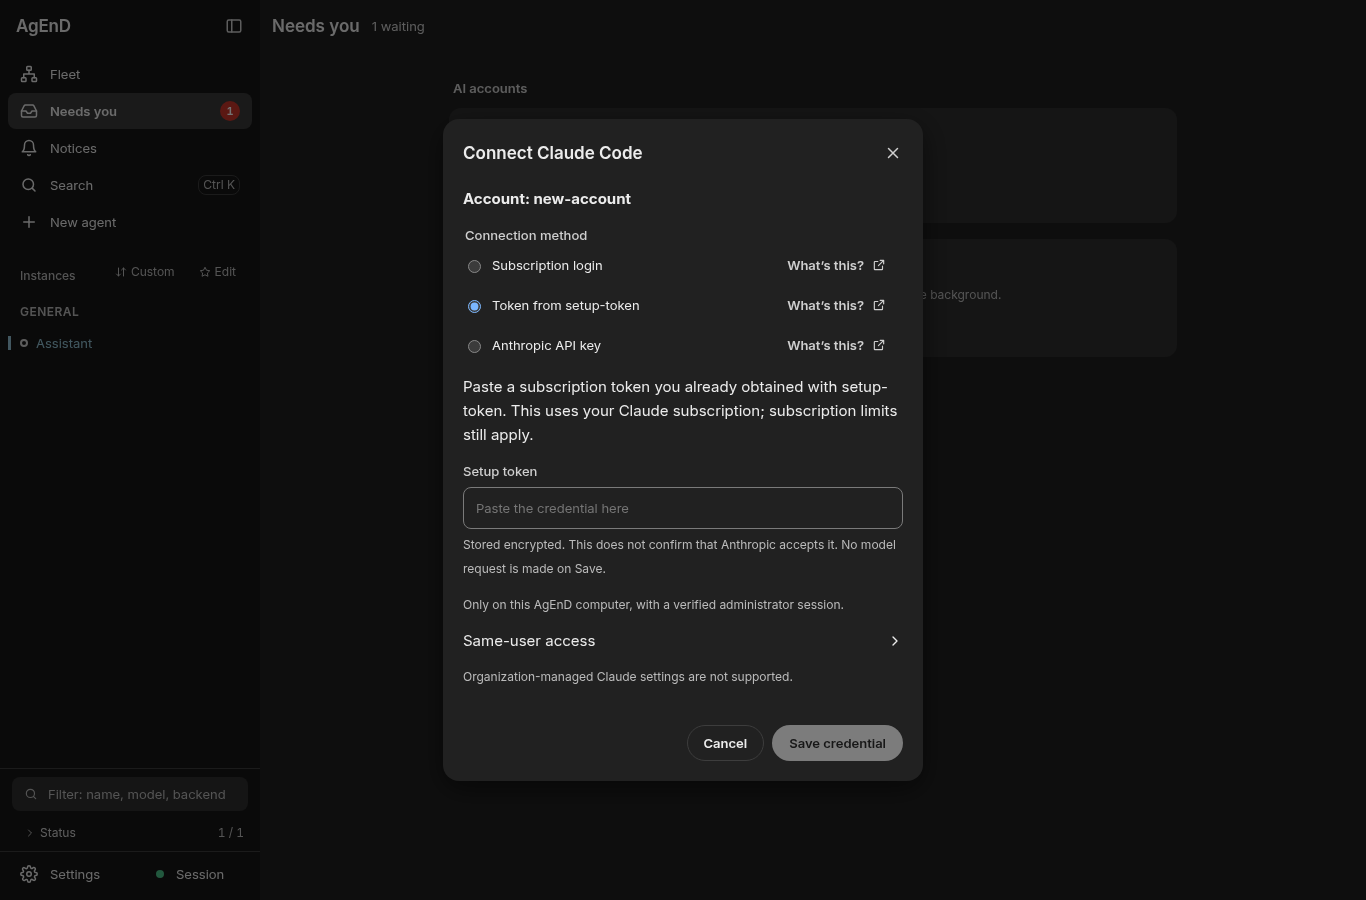 AgEnD
Needs you 1 waiting
Fleet
Needs you 1
Notices
Search Ctrl K
New agent
Instances Custom Edit
GENERAL
Assistant
AI accounts
e background.
Connect Claude Code
Account: new-account
Connection method
Subscription login What's this?
Token from setup-token What's this?
Anthropic API key What's this?
Paste a subscription token you already obtained with setup-
token. This uses your Claude subscription; subscription limits
still apply.
Setup token
Paste the credential here
Stored encrypted. This does not confirm that Anthropic accepts it. No model
request is made on Save.
Only on this AgEnD computer, with a verified administrator session.
Same-user access
Organization-managed Claude settings are not supported.
Cancel Save credential
Filter: name, model, backend
Status 1 / 1
Settings Session